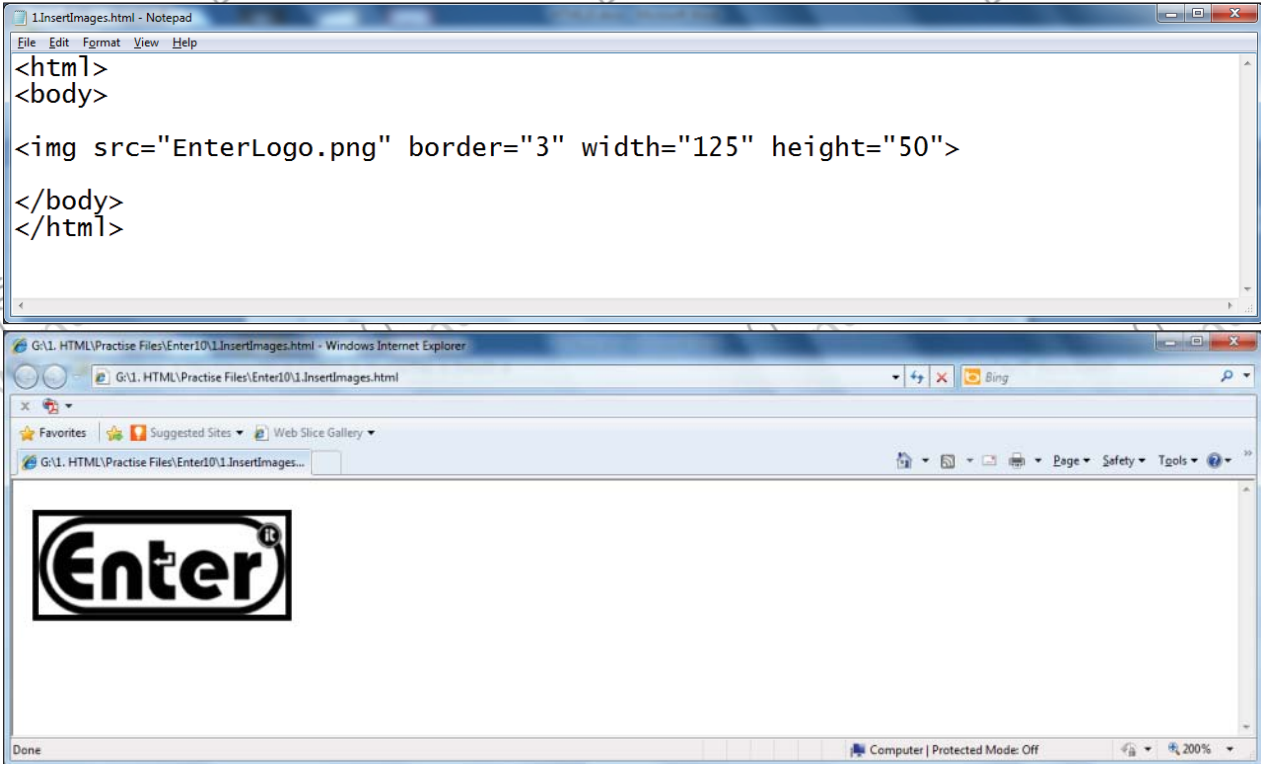 1.InsertImages.html - Notepad
File Edit Format View Help
<html>
<body>
<img src="EnterLogo.png" border="3" width="125" height="50">
</body>
</html>
G:\1. HTML\Practise Files\Enter10\1.InsertImages.html - Windows Internet Explorer
G:\1. HTML\Practise Files\Enter10\1.InsertImages.html
Bing
Favorites Suggested Sites Web Slice Gallery
G:\1. HTML\Practise Files\Enter10\1.InsertImages... Page Safety Tools
Enter it
Done Computer | Protected Mode: Off 200%